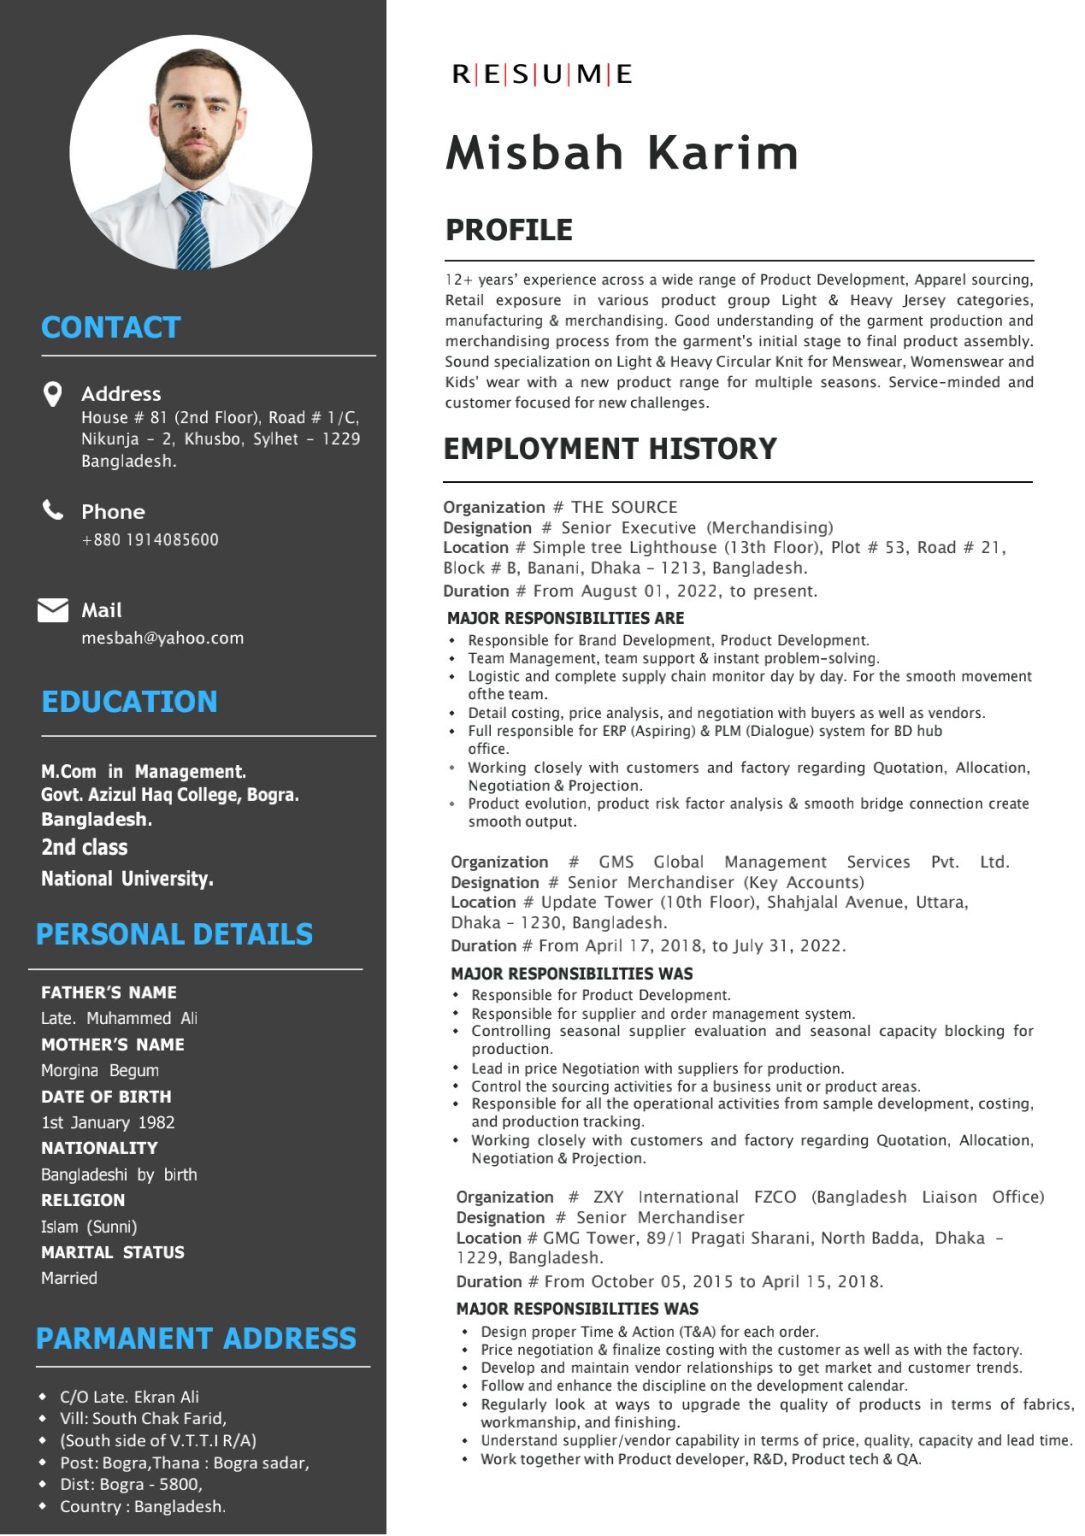 CONTACT
Address
House # 81 (2nd Floor), Road # 1/C,
Nikunja – 2, Khusbo, Sylhet – 1229
Bangladesh.
Phone
+880 1914085600
Mail
mesbah@yahoo.com
EDUCATION
M.Com in Management.
Govt. Azizul Haq College, Bogra.
Bangladesh.
2nd class
National University.
PERSONAL DETAILS
FATHER’S NAME
Late. Muhammed Ali
MOTHER’S NAME
Morgina Begum
DATE OF BIRTH
1st January 1982
NATIONALITY
Bangladeshi by birth
RELIGION
Islam (Sunni)
MARITAL STATUS
Married
PARMANENT ADDRESS
• C/O Late. Ekran Ali
• Vill: South Chak Farid,
• (South side of V.T.T.I R/A)
• Post: Bogra,Thana : Bogra sadar,
• Dist: Bogra - 5800,
• Country : Bangladesh.
R|E|S|U|M|E
Misbah Karim
PROFILE
12+ years’ experience across a wide range of Product Development, Apparel sourcing,
Retail exposure in various product group Light & Heavy Jersey categories,
manufacturing & merchandising. Good understanding of the garment production and
merchandising process from the garment's initial stage to final product assembly.
Sound specialization on Light & Heavy Circular Knit for Menswear, Womenswear and
Kids' wear with a new product range for multiple seasons. Service-minded and
customer focused for new challenges.
EMPLOYMENT HISTORY
Organization # THE SOURCE
Designation # Senior Executive (Merchandising)
Location # Simple tree Lighthouse (13th Floor), Plot # 53, Road # 21,
Block # B, Banani, Dhaka – 1213, Bangladesh.
Duration # From August 01, 2022, to present.
MAJOR RESPONSIBILITIES ARE
• Responsible for Brand Development, Product Development.
• Team Management, team support & instant problem-solving.
• Logistic and complete supply chain monitor day by day. For the smooth movement
ofthe team.
• Detail costing, price analysis, and negotiation with buyers as well as vendors.
• Full responsible for ERP (Aspiring) & PLM (Dialogue) system for BD hub
office.
• Working closely with customers and factory regarding Quotation, Allocation,
Negotiation & Projection.
• Product evolution, product risk factor analysis & smooth bridge connection create
smooth output.
Organization # GMS Global Management Services Pvt. Ltd.
Designation # Senior Merchandiser (Key Accounts)
Location # Update Tower (10th Floor), Shahjalal Avenue, Uttara,
Dhaka – 1230, Bangladesh.
Duration # From April 17, 2018, to July 31, 2022.
MAJOR RESPONSIBILITIES WAS
• Responsible for Product Development.
• Responsible for supplier and order management system.
• Controlling seasonal supplier evaluation and seasonal capacity blocking for
production.
• Lead in price Negotiation with suppliers for production.
• Control the sourcing activities for a business unit or product areas.
• Responsible for all the operational activities from sample development, costing,
and production tracking.
• Working closely with customers and factory regarding Quotation, Allocation,
Negotiation & Projection.
Organization # ZXY International FZCO (Bangladesh Liaison Office)
Designation # Senior Merchandiser
Location # GMG Tower, 89/1 Pragati Sharani, North Badda, Dhaka –
1229, Bangladesh.
Duration # From October 05, 2015 to April 15, 2018.
MAJOR RESPONSIBILITIES WAS
• Design proper Time & Action (T&A) for each order.
• Price negotiation & finalize costing with the customer as well as with the factory.
• Develop and maintain vendor relationships to get market and customer trends.
• Follow and enhance the discipline on the development calendar.
• Regularly look at ways to upgrade the quality of products in terms of fabrics,
workmanship, and finishing.
• Understand supplier/vendor capability in terms of price, quality, capacity and lead time.
• Work together with Product developer, R&D, Product tech & QA.